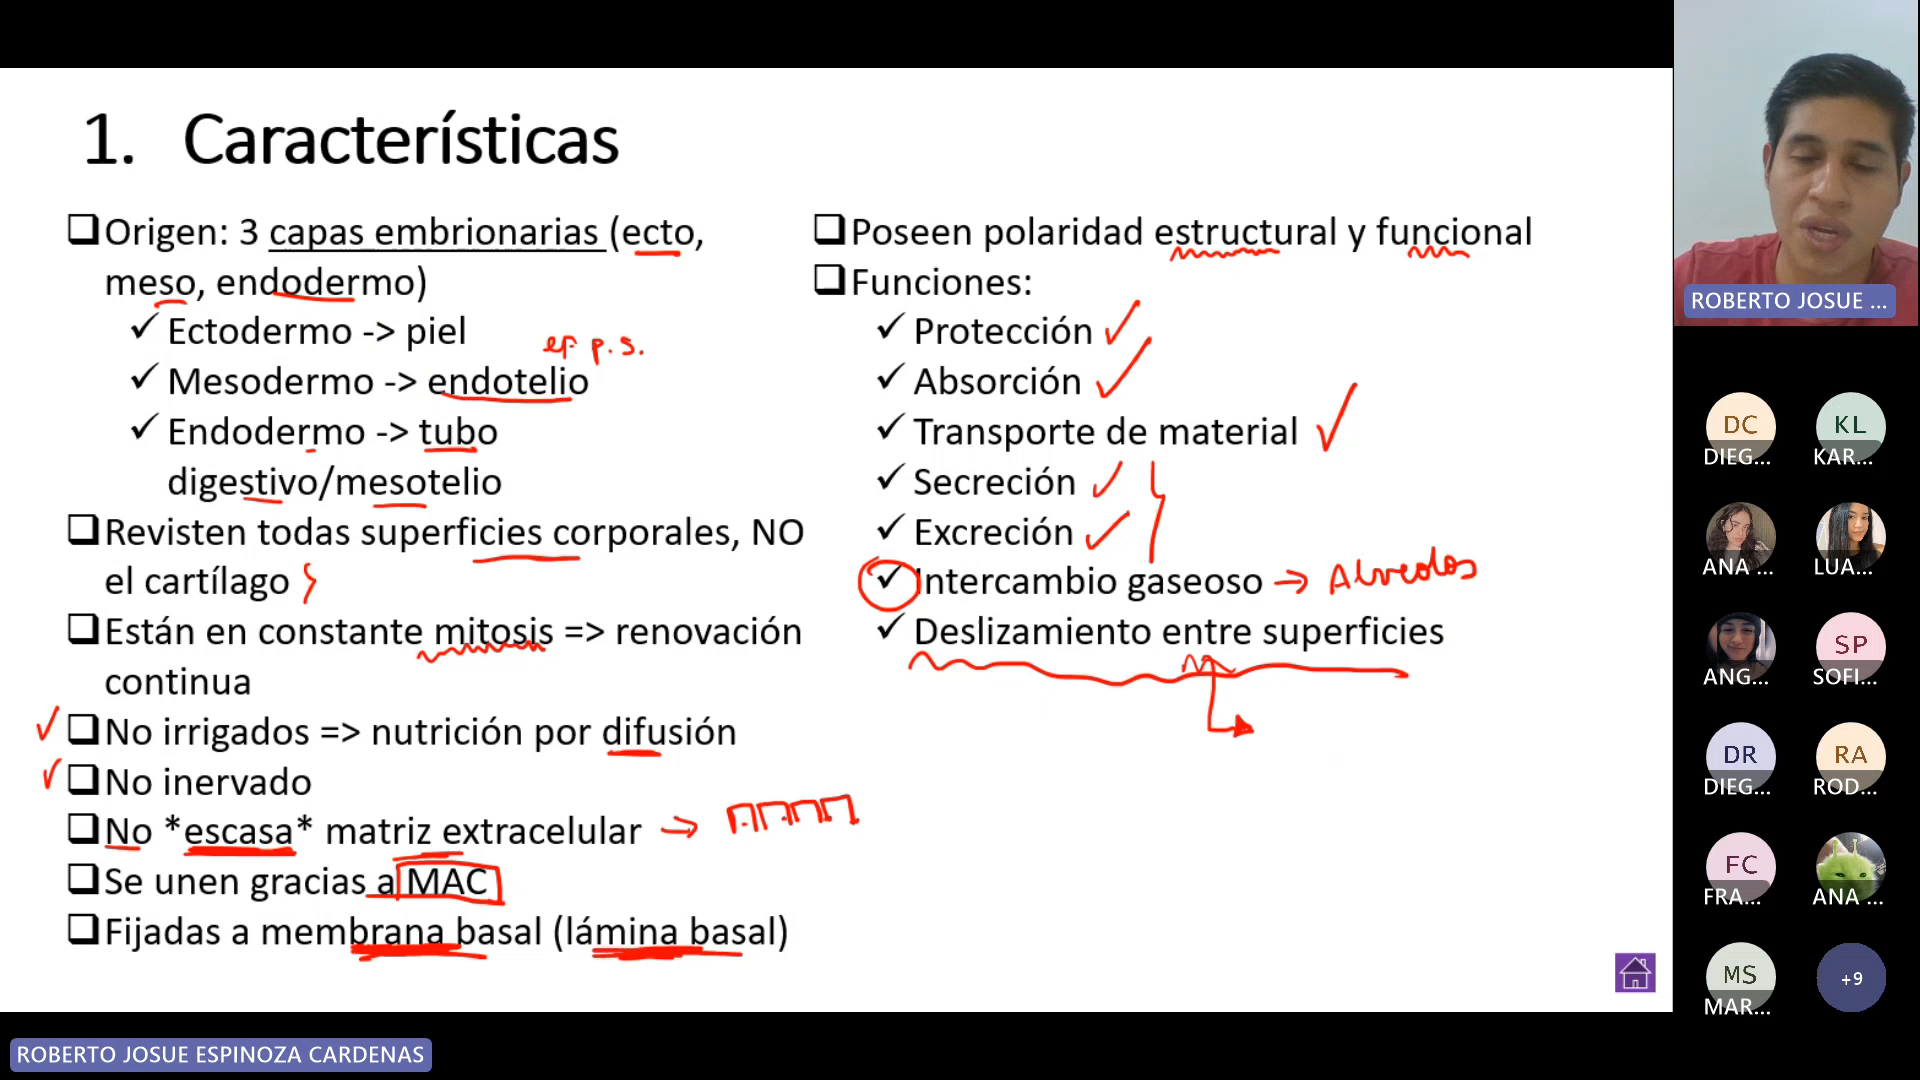 1. Características
Origen: 3 capas embrionarias (ecto,
meso, endodermo)
Ectodermo -> piel
ef p.s.
Mesodermo -> endotelio
Endodermo -> tubo
digestivo/mesotelio
Revisten todas superficies corporales, NO
el cartílago
Están en constante mitosis => renovación
continua
No irrigados => nutrición por difusión
No inervado
No *escasa* matriz extracelular
Se unen gracias a MAC
Fijadas a membrana basal (lámina basal)
Poseen polaridad estructural y funcional
Funciones:
Protección
Absorción
Transporte de material
Secreción
Excreción
Intercambio gaseoso → Alveolos
Deslizamiento entre superficies
ROBERTO JOSUE ...
DC
DIEG...
KL
KAR...
ANA ...
LUA...
ANG...
SP
SOFI...
DR
DIEG...
RA
ROD...
FC
FRA...
ANA ...
MS
MAR...
+9
ROBERTO JOSUE ESPINOZA CARDENAS